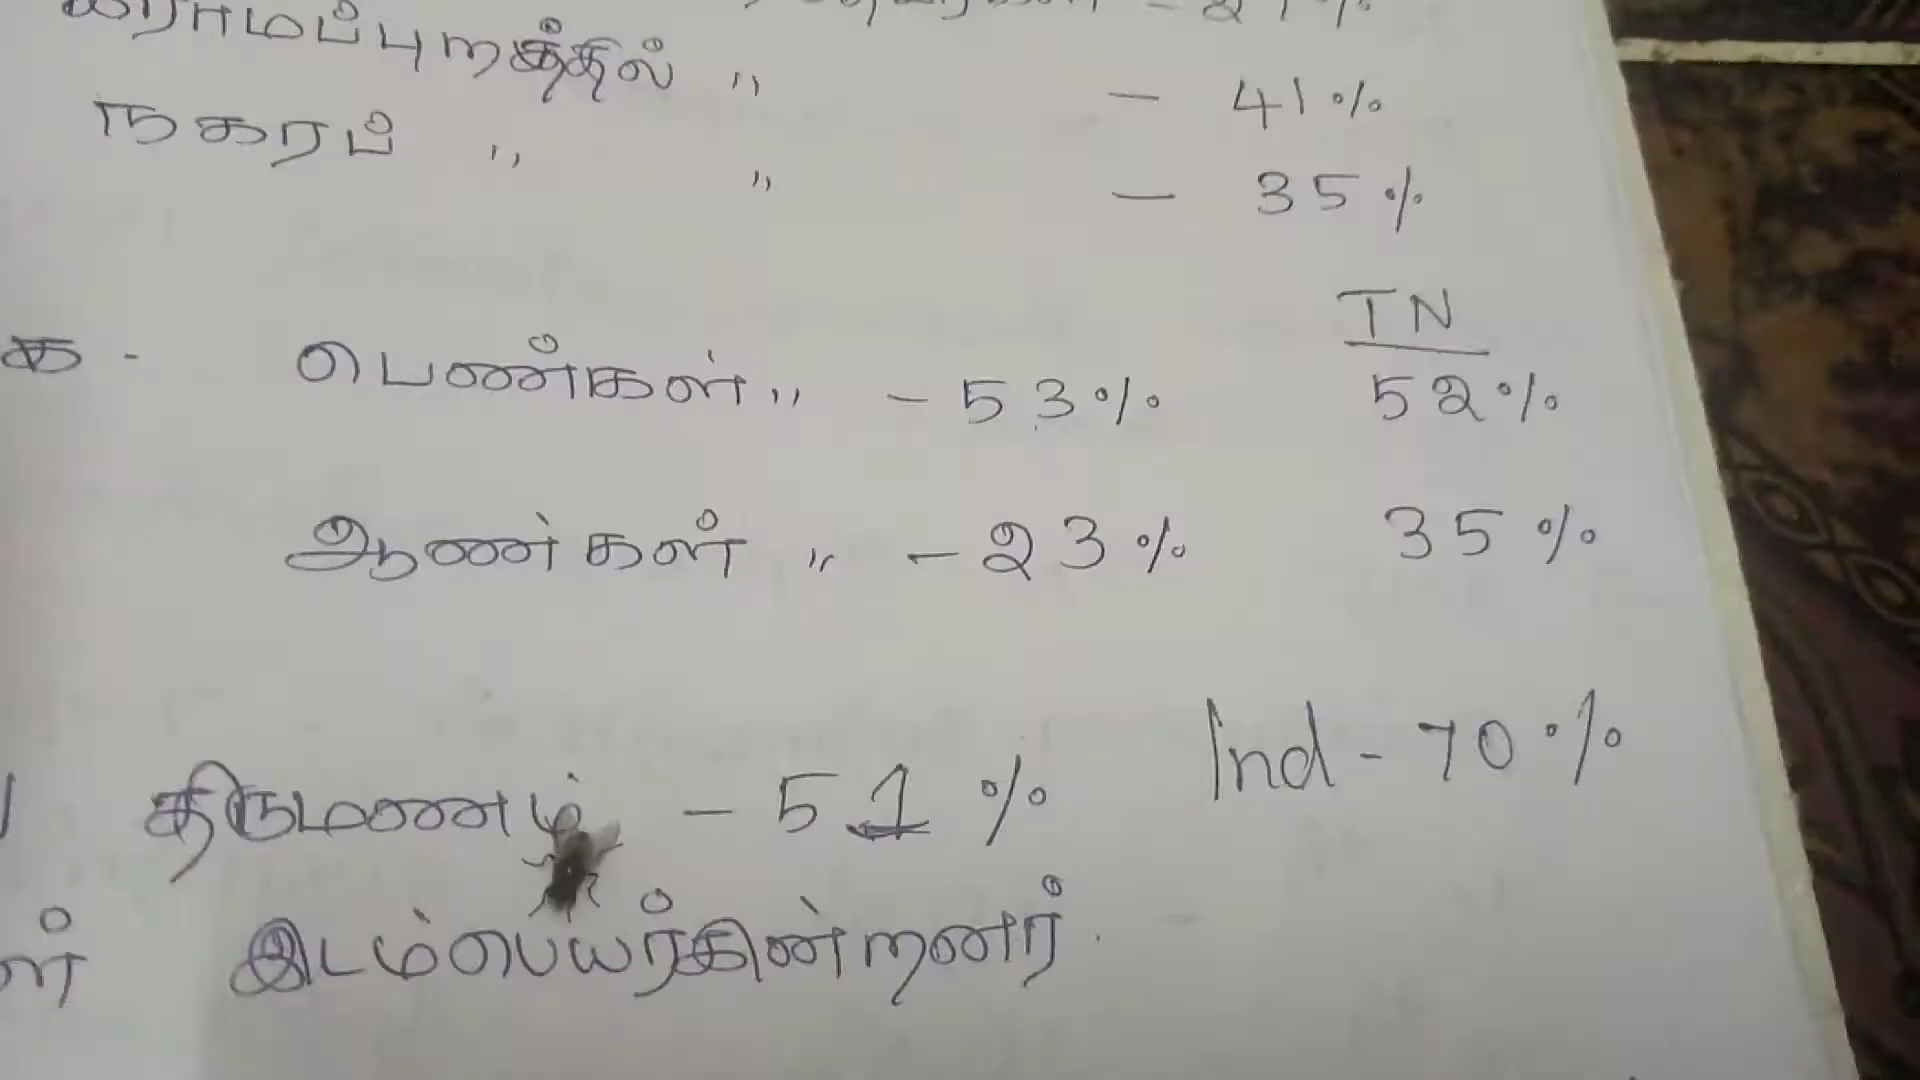 கிராமப்புறத்தில் " - 41%
நகரப் " " - 35%
TN
பெண்கள் " - 53% 52%
ஆண்கள் " - 23% 35%
திருமணம் - 51% Ind - 70%
இடம்பெயர்கின்றனர்.